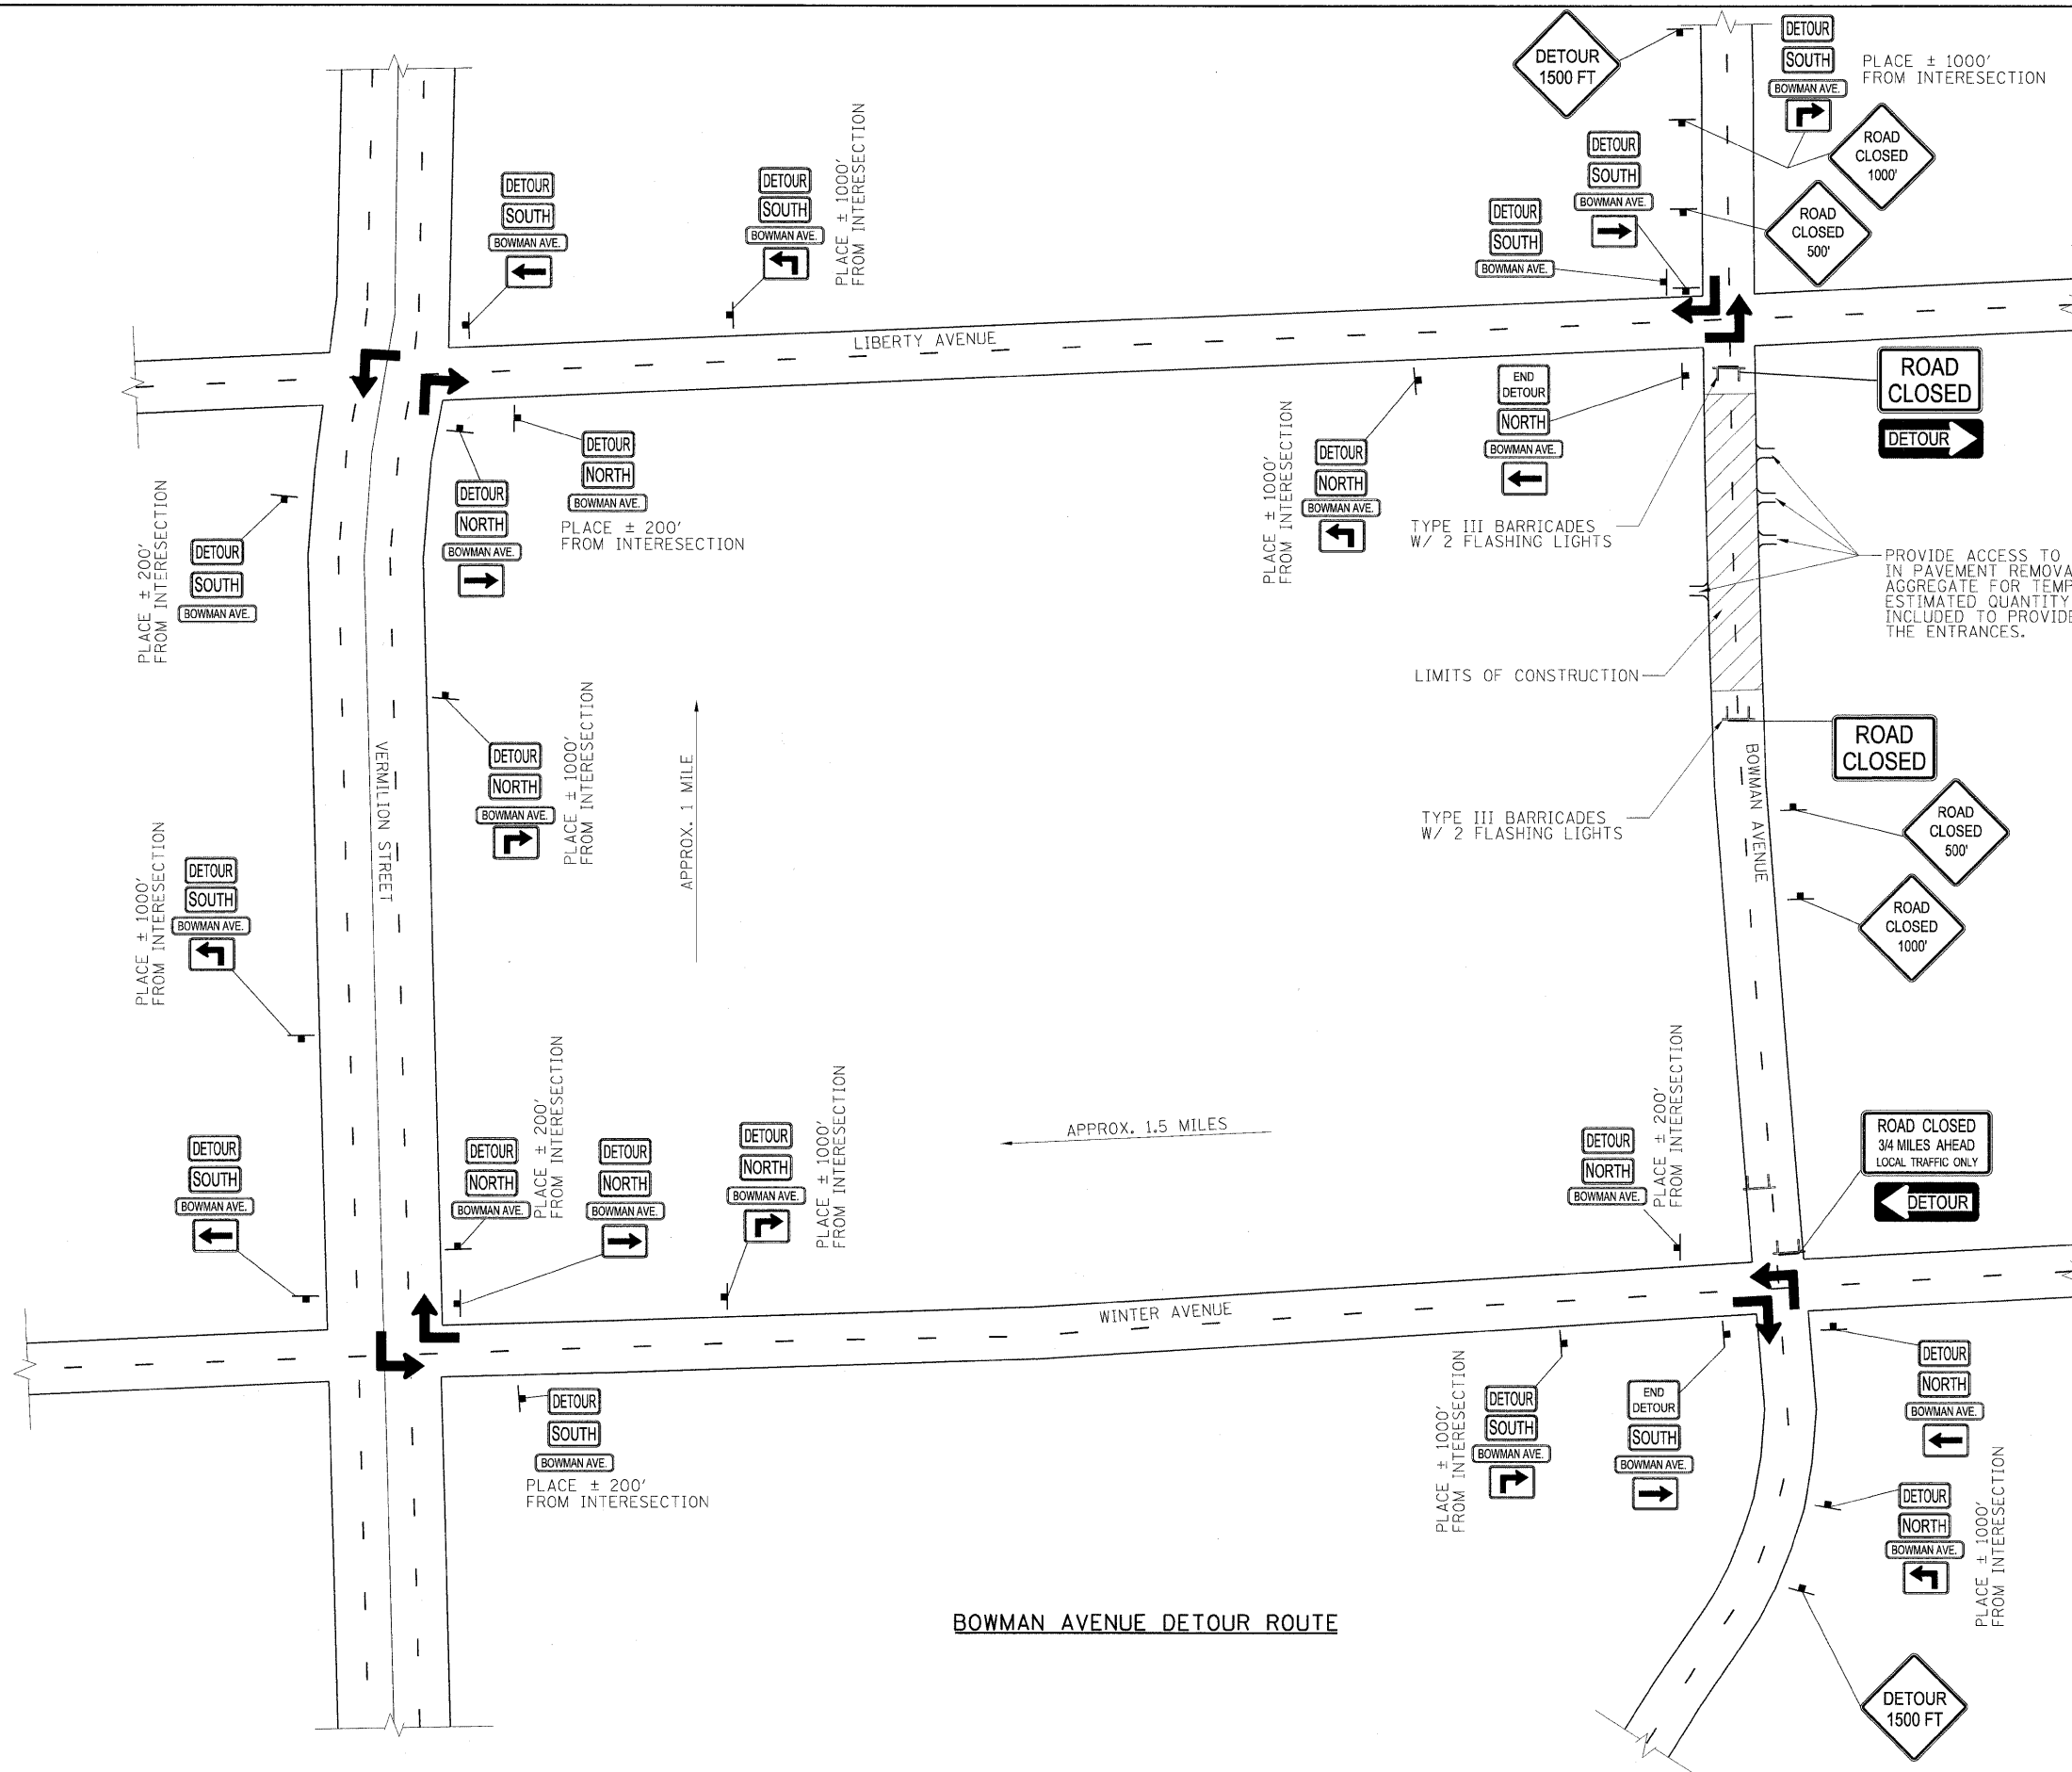 DETOUR
1500 FT
DETOUR
SOUTH
BOWMAN AVE.
PLACE ± 1000'
FROM INTERESECTION
ROAD
CLOSED
1000'
ROAD
CLOSED
500'
DETOUR
SOUTH
BOWMAN AVE.
DETOUR
SOUTH
BOWMAN AVE.
DETOUR
SOUTH
BOWMAN AVE.
DETOUR
SOUTH
BOWMAN AVE.
PLACE ± 1000'
FROM INTERESECTION
LIBERTY AVENUE
ROAD
CLOSED
DETOUR
END
DETOUR
NORTH
BOWMAN AVE.
DETOUR
NORTH
BOWMAN AVE.
PLACE ± 1000'
FROM INTERESECTION
TYPE III BARRICADES
W/ 2 FLASHING LIGHTS
DETOUR
NORTH
BOWMAN AVE.
PLACE ± 200'
FROM INTERESECTION
DETOUR
NORTH
BOWMAN AVE.
PLACE ± 200'
FROM INTERESECTION
DETOUR
SOUTH
BOWMAN AVE.
PROVIDE ACCESS TO
IN PAVEMENT REMOVA
AGGREGATE FOR TEMP
ESTIMATED QUANTITY
INCLUDED TO PROVIDE
THE ENTRANCES.
LIMITS OF CONSTRUCTION
ROAD
CLOSED
BOWMAN AVENUE
VERMILION STREET
DETOUR
NORTH
BOWMAN AVE.
PLACE ± 1000'
FROM INTERESECTION
APPROX. 1 MILE
TYPE III BARRICADES
W/ 2 FLASHING LIGHTS
ROAD
CLOSED
500'
ROAD
CLOSED
1000'
PLACE ± 1000'
FROM INTERESECTION
DETOUR
SOUTH
BOWMAN AVE.
DETOUR
SOUTH
BOWMAN AVE.
DETOUR
NORTH
BOWMAN AVE.
PLACE ± 200'
FROM INTERESECTION
DETOUR
NORTH
BOWMAN AVE.
DETOUR
NORTH
BOWMAN AVE.
PLACE ± 1000'
FROM INTERESECTION
APPROX. 1.5 MILES
DETOUR
NORTH
BOWMAN AVE.
PLACE ± 200'
FROM INTERESECTION
ROAD CLOSED
3/4 MILES AHEAD
LOCAL TRAFFIC ONLY
DETOUR
WINTER AVENUE
DETOUR
SOUTH
BOWMAN AVE.
PLACE ± 200'
FROM INTERESECTION
PLACE ± 1000'
FROM INTERESECTION
DETOUR
SOUTH
BOWMAN AVE.
END
DETOUR
SOUTH
BOWMAN AVE.
DETOUR
NORTH
BOWMAN AVE.
DETOUR
NORTH
BOWMAN AVE.
PLACE ± 1000'
FROM INTERESECTION
DETOUR
1500 FT
BOWMAN AVENUE DETOUR ROUTE